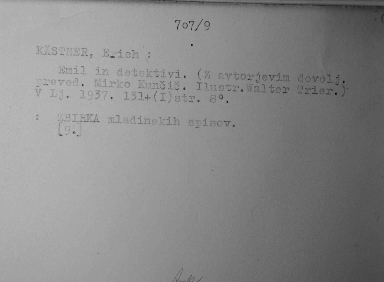 707/9
KÄSTNER, Erich :
Emil in detektivi. (Z avtorjevim dovolj.
preved. Mirko Kunčič. Ilustr. Walter Trier.)
V Lj. 1937. 131+(I)str. 8°.
: ZBIRKA mladinskih spisov.
[9.]